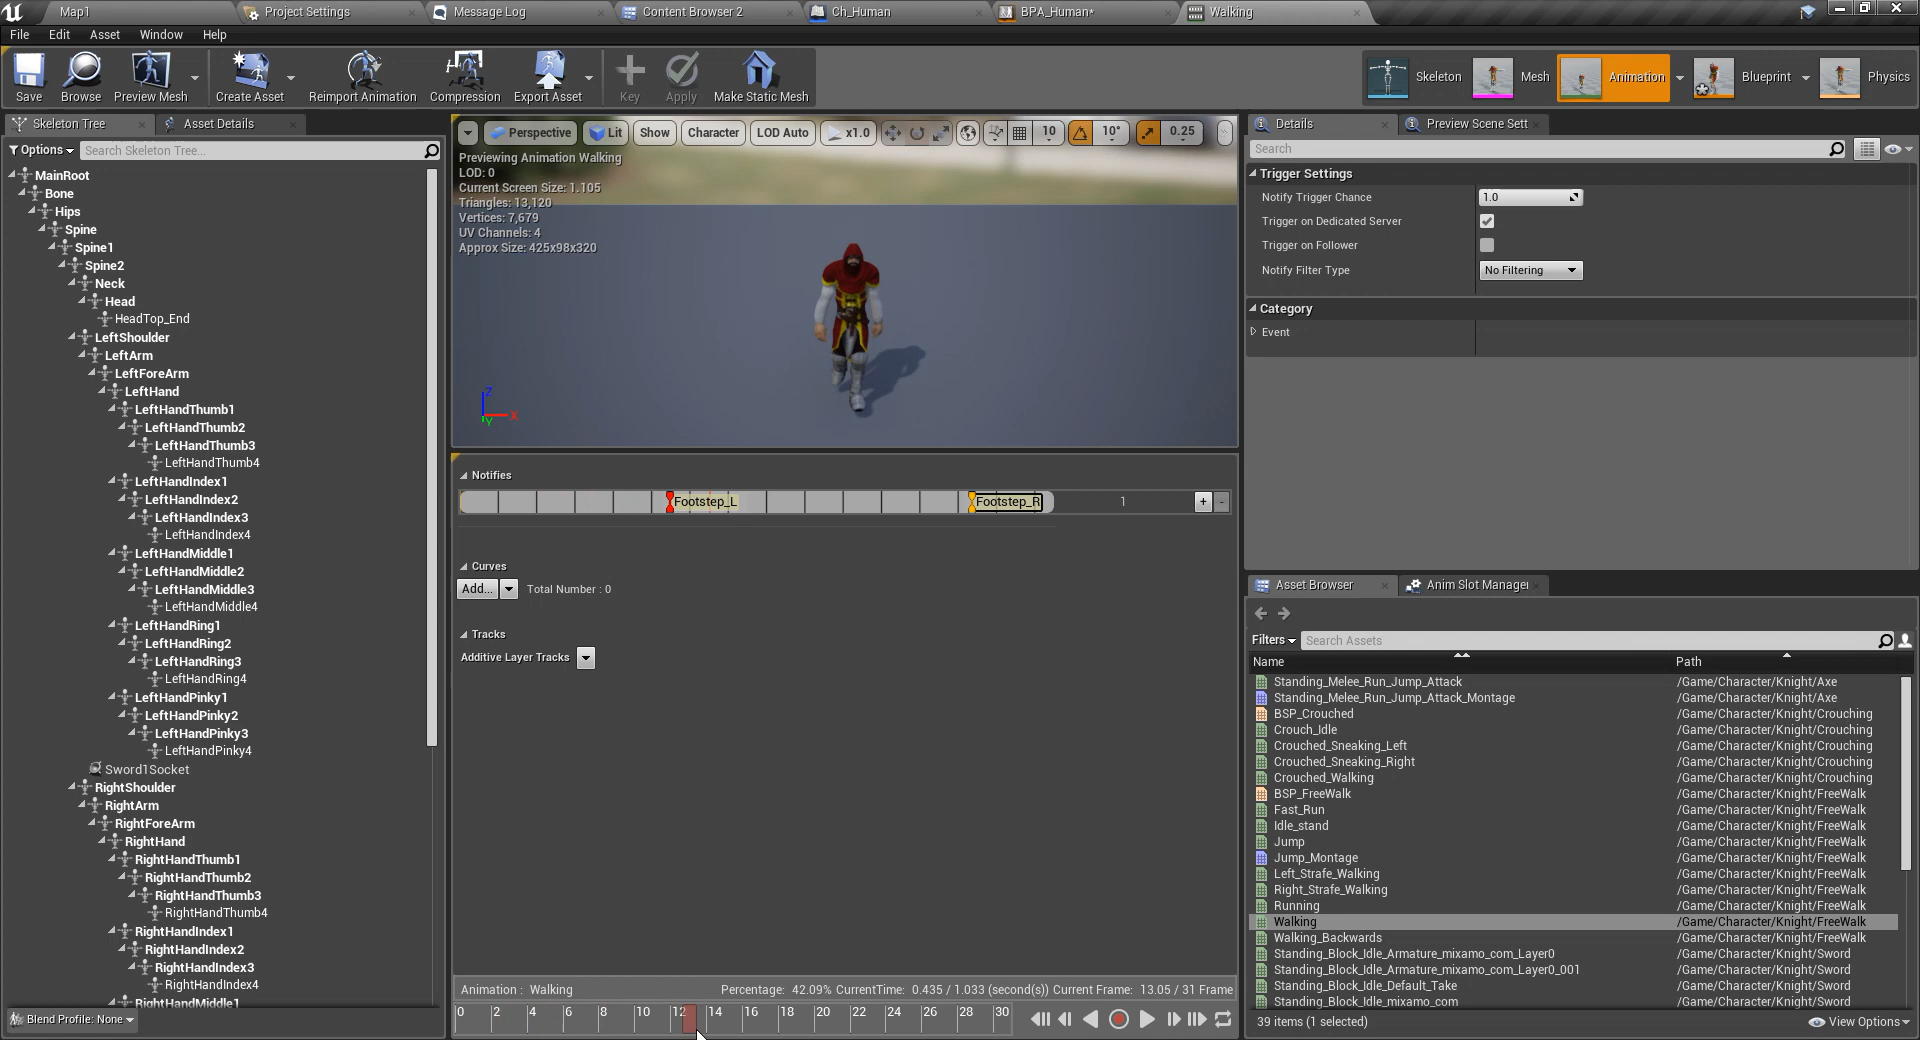 Map1
Project Settings
Message Log
Content Browser 2
Ch_Human
BPA_Human*
Walking
File Edit Asset Window Help
Save
Browse
Preview Mesh
Create Asset
Reimport Animation
Compression
Export Asset
Key
Apply
Make Static Mesh
Skeleton
Mesh
Animation
Blueprint
Physics
Skeleton Tree
Asset Details
Options
Search Skeleton Tree...
MainRoot
Bone
Hips
Spine
Spine1
Spine2
Neck
Head
HeadTop_End
LeftShoulder
LeftArm
LeftForeArm
LeftHand
LeftHandThumb1
LeftHandThumb2
LeftHandThumb3
LeftHandThumb4
LeftHandIndex1
LeftHandIndex2
LeftHandIndex3
LeftHandIndex4
LeftHandMiddle1
LeftHandMiddle2
LeftHandMiddle3
LeftHandMiddle4
LeftHandRing1
LeftHandRing2
LeftHandRing3
LeftHandRing4
LeftHandPinky1
LeftHandPinky2
LeftHandPinky3
LeftHandPinky4
Sword1Socket
RightShoulder
RightArm
RightForeArm
RightHand
RightHandThumb1
RightHandThumb2
RightHandThumb3
RightHandThumb4
RightHandIndex1
RightHandIndex2
RightHandIndex3
RightHandIndex4
RightHandMiddle1
Blend Profile: None
Perspective Lit Show Character LOD Auto x1.0 10 10° 0.25
Previewing Animation Walking
LOD: 0
Current Screen Size: 1.105
Triangles: 13,120
Vertices: 7,679
UV Channels: 4
Approx Size: 425x98x320
Z
X
Y
Notifies
Footstep_L Footstep_R 1 + -
Curves
Add... Total Number : 0
Tracks
Additive Layer Tracks
Animation : Walking Percentage: 42.09% CurrentTime: 0.435 / 1.033 (second(s)) Current Frame: 13.05 / 31 Frame
0 2 4 6 8 10 12 14 16 18 20 22 24 26 28 30
Details
Preview Scene Sett
Search
Trigger Settings
Notify Trigger Chance 1.0
Trigger on Dedicated Server
Trigger on Follower
Notify Filter Type No Filtering
Category
Event
Asset Browser
Anim Slot Manager
Filters
Search Assets
Name Path
Standing_Melee_Run_Jump_Attack /Game/Character/Knight/Axe
Standing_Melee_Run_Jump_Attack_Montage /Game/Character/Knight/Axe
BSP_Crouched /Game/Character/Knight/Crouching
Crouch_Idle /Game/Character/Knight/Crouching
Crouched_Sneaking_Left /Game/Character/Knight/Crouching
Crouched_Sneaking_Right /Game/Character/Knight/Crouching
Crouched_Walking /Game/Character/Knight/Crouching
BSP_FreeWalk /Game/Character/Knight/FreeWalk
Fast_Run /Game/Character/Knight/FreeWalk
Idle_stand /Game/Character/Knight/FreeWalk
Jump /Game/Character/Knight/FreeWalk
Jump_Montage /Game/Character/Knight/FreeWalk
Left_Strafe_Walking /Game/Character/Knight/FreeWalk
Right_Strafe_Walking /Game/Character/Knight/FreeWalk
Running /Game/Character/Knight/FreeWalk
Walking /Game/Character/Knight/FreeWalk
Walking_Backwards /Game/Character/Knight/FreeWalk
Standing_Block_Idle_Armature_mixamo_com_Layer0 /Game/Character/Knight/Sword
Standing_Block_Idle_Armature_mixamo_com_Layer0_001 /Game/Character/Knight/Sword
Standing_Block_Idle_Default_Take /Game/Character/Knight/Sword
Standing_Block_Idle_mixamo_com /Game/Character/Knight/Sword
39 items (1 selected)
View Options